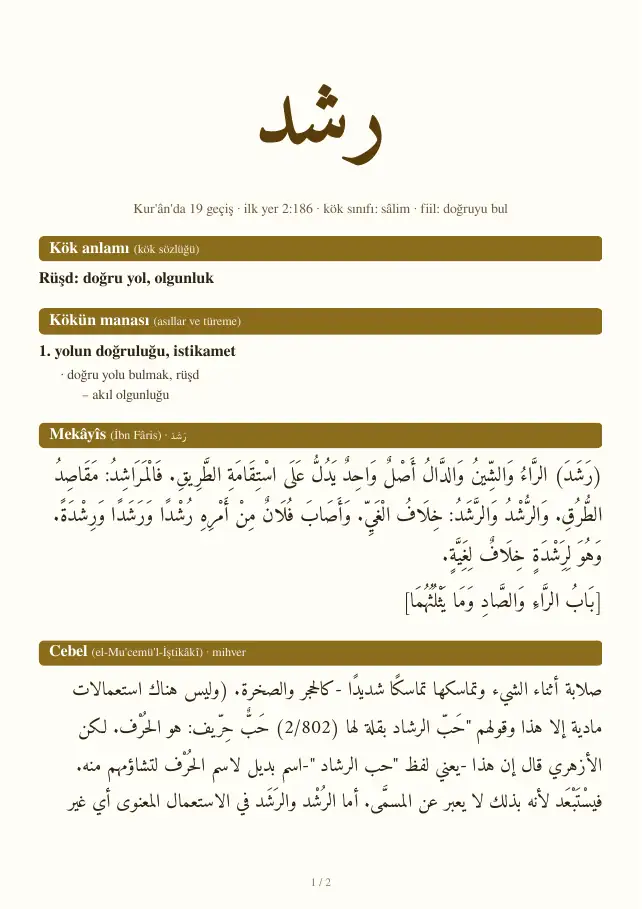 رشد
Kur'ân'da 19 geçiş · ilk yer 2:186 · kök sınıfı: sâlim · fiil: doğruyu bul
Kök anlamı (kök sözlüğü)
Rüşd: doğru yol, olgunluk
Kökün manası (asıllar ve türeme)
1. yolun doğruluğu, istikamet
· doğru yolu bulmak, rüşd
– akıl olgunluğu
Mekâyîs (İbn Fâris) · رَشَدَ
(رَشَدَ) الرَّاءُ وَالشِّينُ وَالدَّالُ أَصْلٌ وَاحِدٌ يَدُلُّ عَلَى اسْتِقَامَةِ الطَّرِيقِ. فَالْمَرَاشِدُ: مَقَاصِدُ
الطُّرُقِ. وَالرُّشْدُ وَالرَّشَدُ: خِلَافُ الْغَيِّ. وَأَصَابَ فُلَانٌ مِنْ أَمْرِهِ رُشْدًا وَرَشَدًا وَرِشْدَةً.
وَهُوَ لِرَشْدَةٍ خِلَافٌ لِغَيَّةٍ.
[بَابُ الرَّاءِ وَالصَّادِ وَمَا يَثْلُثُهُمَا]
Cebel (el-Mu'cemü'l-İştikâkî) · mihver
صلابة أثناء الشيء وتماسكها تماسكًا شديدًا -كالحجر والصخرة. (وليس هناك استعمالات
مادية إلا هذا وقولهم "حَبّ الرشاد بقلة لها (2/802) حَبٌّ حِرّيف: هو الحُرْف. لكن
الأزهري قال إن هذا -يعني لفظ "حب الرشاد "-اسم بديل لاسم الحُرْف لتشاؤمهم منه.
فيسْتَبْعَد لأنه بذلك لا يعبر عن المسمَّى. أما الرُشْد والرَشَد في الاستعمال المعنوى أي غير
1 / 2